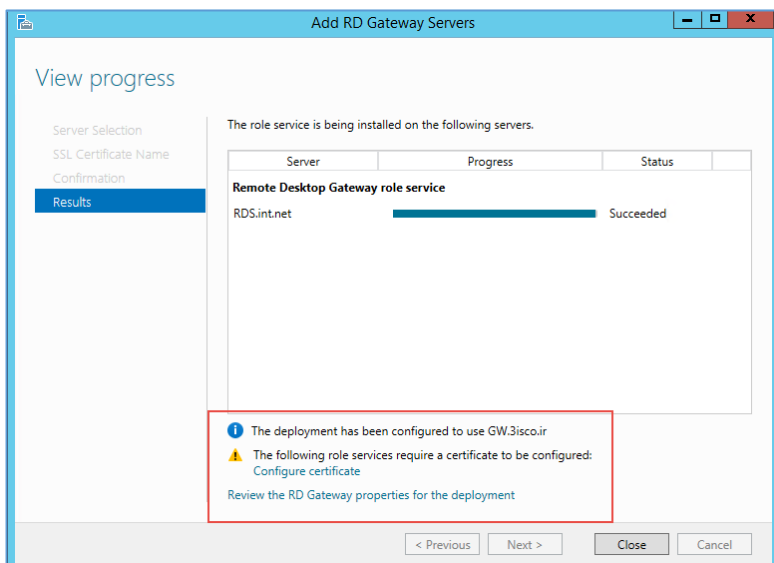 Add RD Gateway Servers
View progress
Server Selection
SSL Certificate Name
Confirmation
Results
The role service is being installed on the following servers.
Server Progress Status
Remote Desktop Gateway role service
RDS.int.net Succeeded
The deployment has been configured to use GW.3isco.ir
The following role services require a certificate to be configured:
Configure certificate
Review the RD Gateway properties for the deployment
< Previous Next > Close Cancel